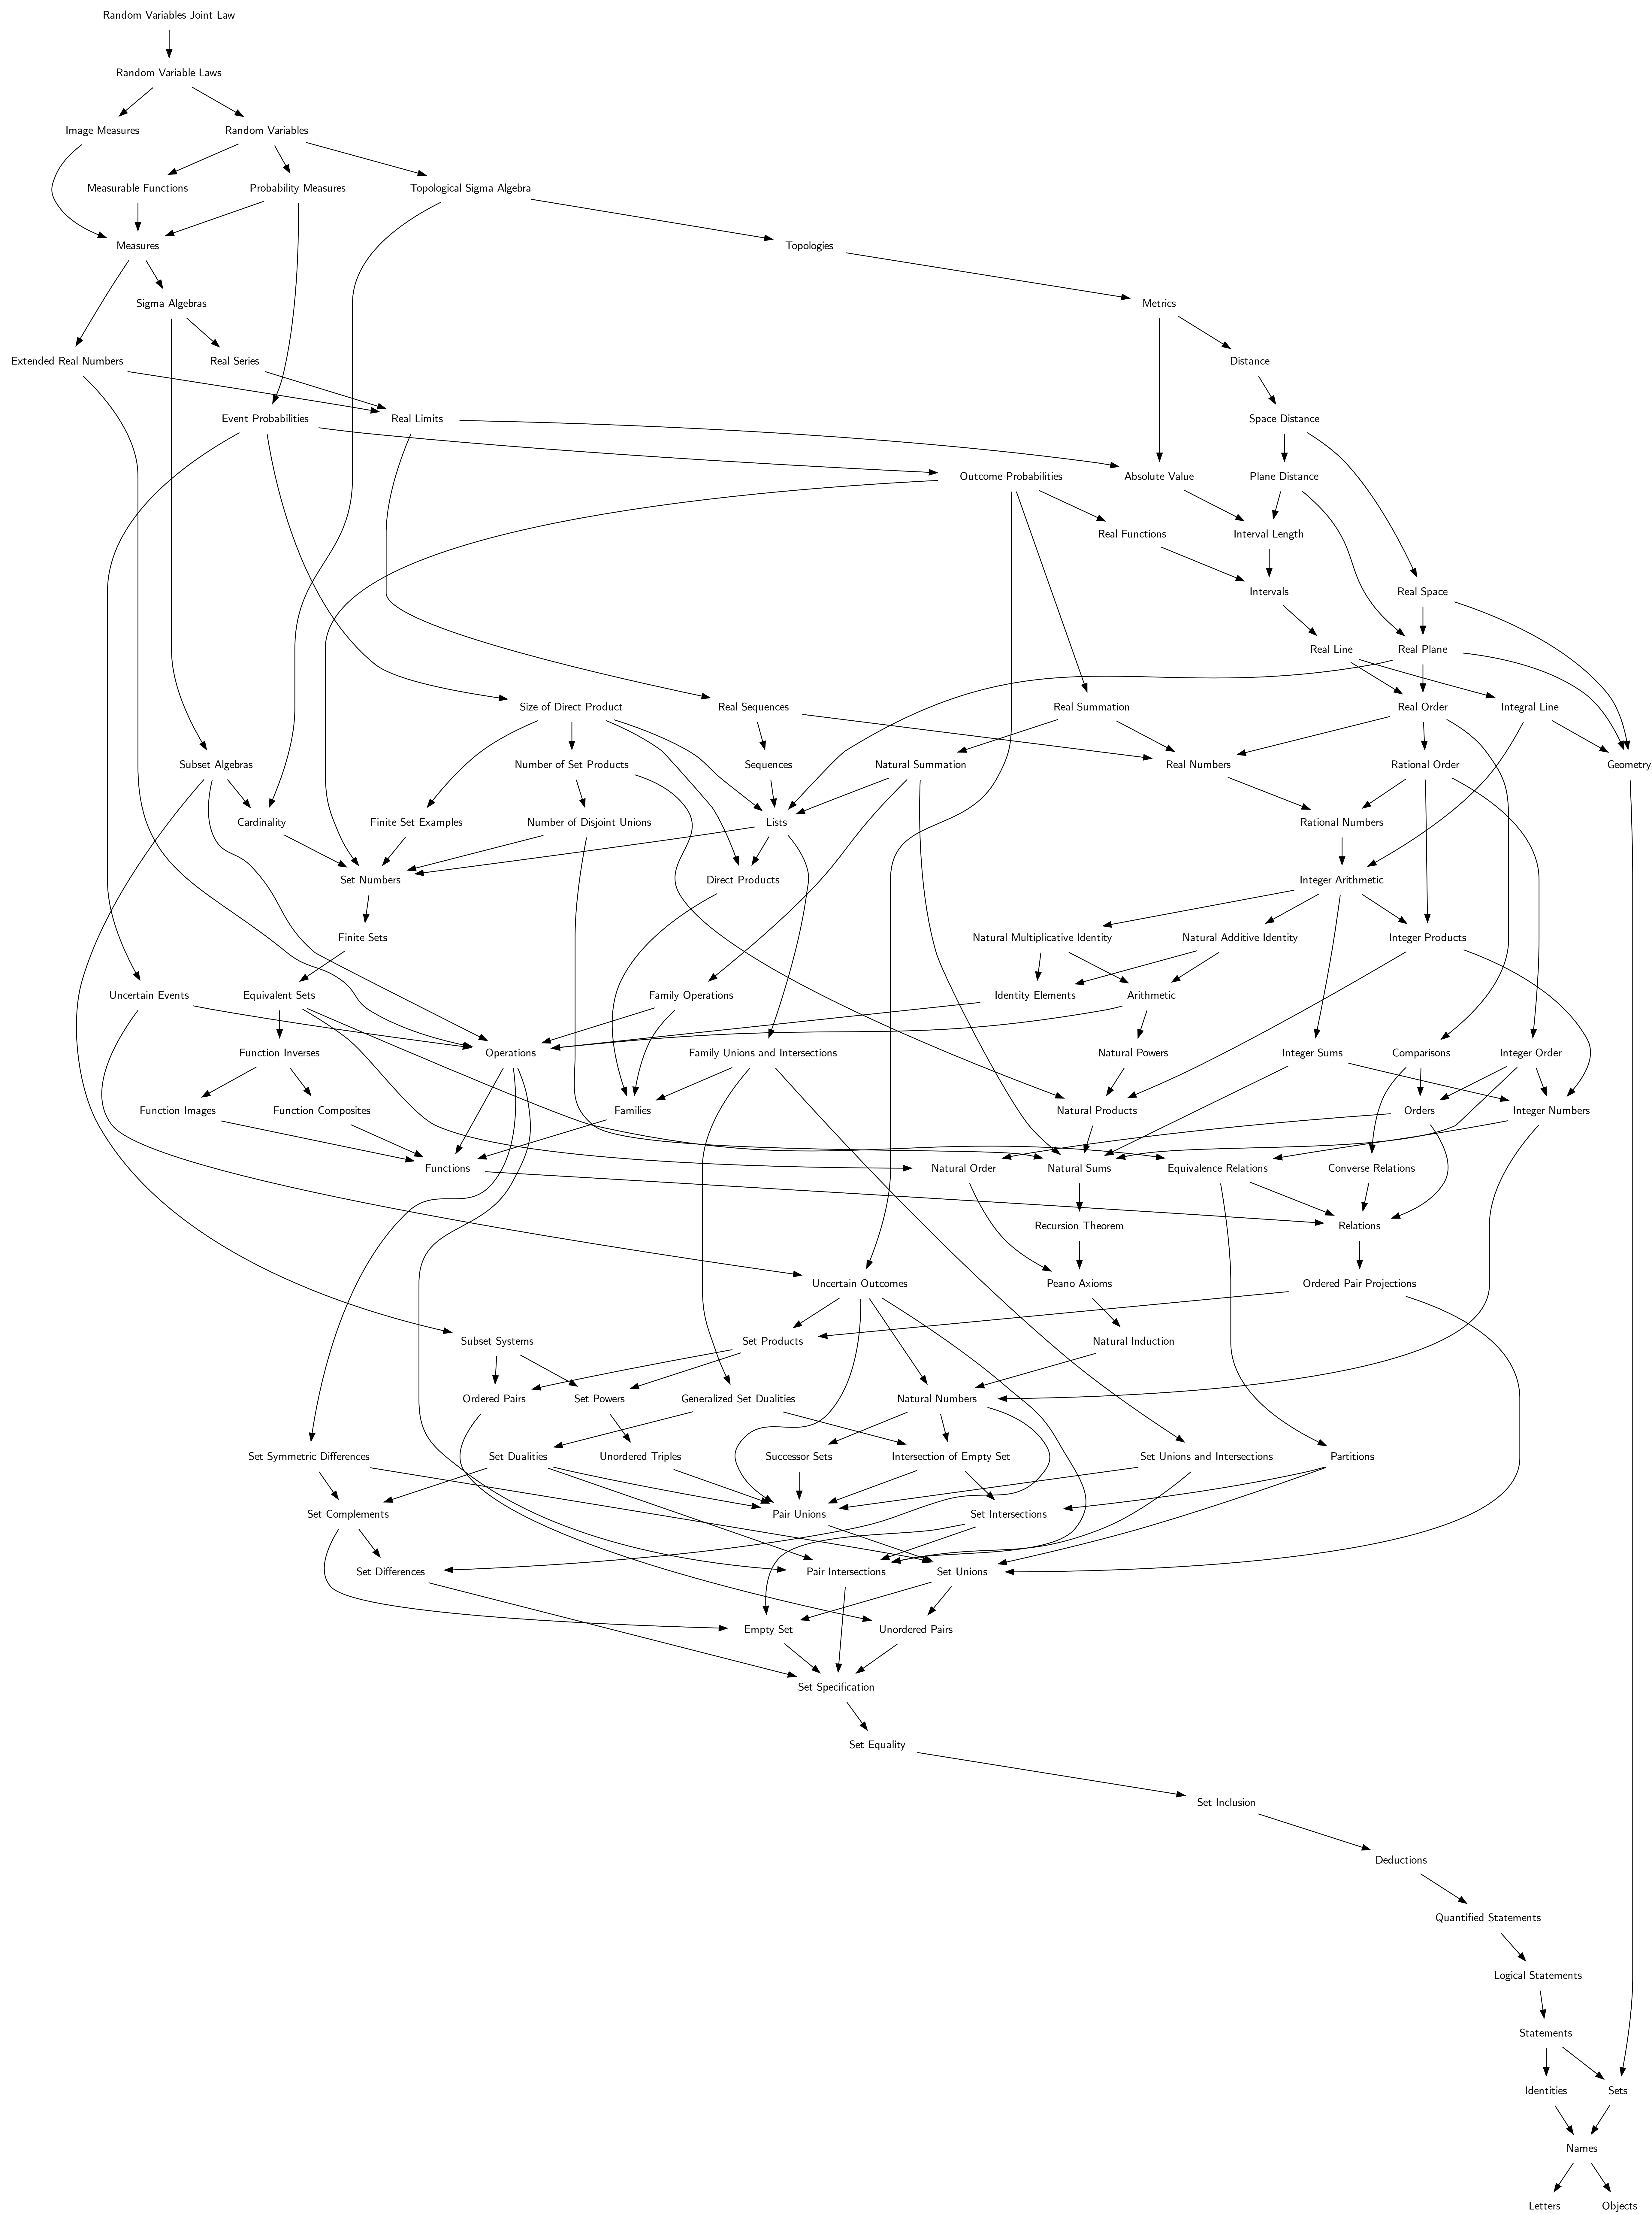 Random Variables Joint Law
Random Variable Laws
Image Measures
Random Variables
Measurable Functions
Probability Measures
Topological Sigma Algebra
Measures
Topologies
Sigma Algebras
Metrics
Extended Real Numbers
Real Series
Distance
Event Probabilities
Real Limits
Space Distance
Outcome Probabilities
Absolute Value
Plane Distance
Real Functions
Interval Length
Intervals
Real Space
Real Line
Real Plane
Size of Direct Product
Real Sequences
Real Summation
Real Order
Integral Line
Subset Algebras
Number of Set Products
Sequences
Natural Summation
Real Numbers
Rational Order
Geometry
Cardinality
Finite Set Examples
Number of Disjoint Unions
Lists
Rational Numbers
Set Numbers
Direct Products
Integer Arithmetic
Finite Sets
Natural Multiplicative Identity
Natural Additive Identity
Integer Products
Uncertain Events
Equivalent Sets
Family Operations
Identity Elements
Arithmetic
Function Inverses
Operations
Family Unions and Intersections
Natural Powers
Integer Sums
Comparisons
Integer Order
Function Images
Function Composites
Families
Natural Products
Orders
Integer Numbers
Functions
Natural Order
Natural Sums
Equivalence Relations
Converse Relations
Recursion Theorem
Relations
Uncertain Outcomes
Peano Axioms
Ordered Pair Projections
Subset Systems
Set Products
Natural Induction
Ordered Pairs
Set Powers
Generalized Set Dualities
Natural Numbers
Set Symmetric Differences
Set Dualities
Unordered Triples
Successor Sets
Intersection of Empty Set
Set Unions and Intersections
Partitions
Set Complements
Pair Unions
Set Intersections
Set Differences
Pair Intersections
Set Unions
Empty Set
Unordered Pairs
Set Specification
Set Equality
Set Inclusion
Deductions
Quantified Statements
Logical Statements
Statements
Identities
Sets
Names
Letters
Objects